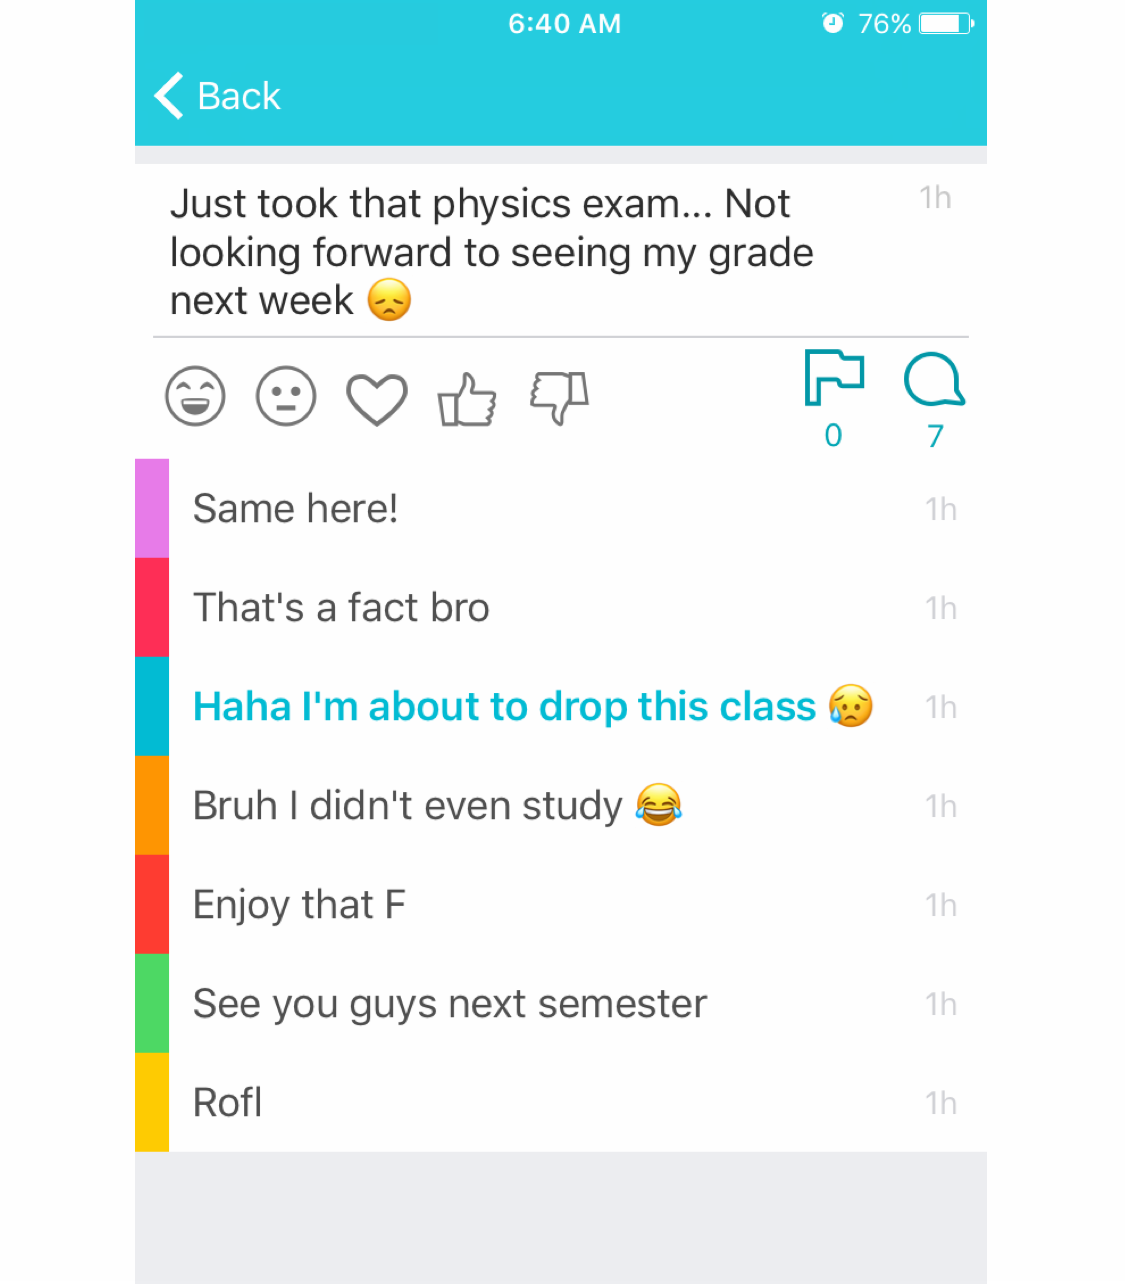 6:40 AM 76%
Back
Just took that physics exam... Not 1h
looking forward to seeing my grade
next week 😞
0 7
Same here! 1h
That's a fact bro 1h
Haha I'm about to drop this class 😥 1h
Bruh I didn't even study 😂 1h
Enjoy that F 1h
See you guys next semester 1h
Rofl 1h